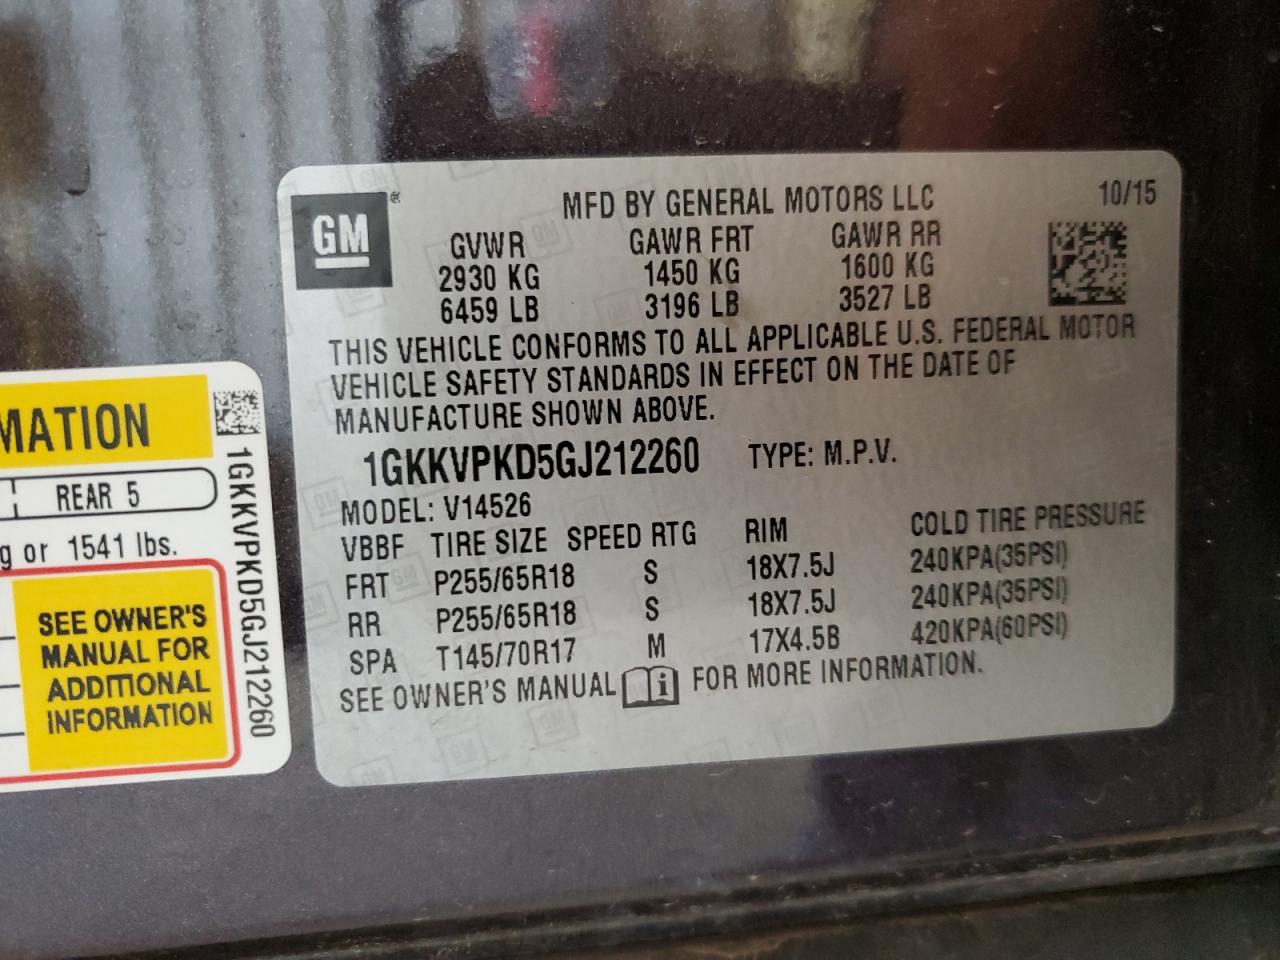 GM
®
MFD BY GENERAL MOTORS LLC 10/15
GVWR GAWR FRT GAWR RR
2930 KG 1450 KG 1600 KG
6459 LB 3196 LB 3527 LB
THIS VEHICLE CONFORMS TO ALL APPLICABLE U.S. FEDERAL MOTOR
VEHICLE SAFETY STANDARDS IN EFFECT ON THE DATE OF
MANUFACTURE SHOWN ABOVE.
1GKKVPKD5GJ212260 TYPE: M.P.V.
MODEL: V14526
VBBF TIRE SIZE SPEED RTG RIM COLD TIRE PRESSURE
FRT P255/65R18 S 18X7.5J 240KPA(35PSI)
RR P255/65R18 S 18X7.5J 240KPA(35PSI)
SPA T145/70R17 M 17X4.5B 420KPA(60PSI)
SEE OWNER'S MANUAL i FOR MORE INFORMATION.
MATION
REAR 5
g or 1541 lbs.
SEE OWNER'S
MANUAL FOR
ADDITIONAL
INFORMATION
1GKKVPKD5GJ212260